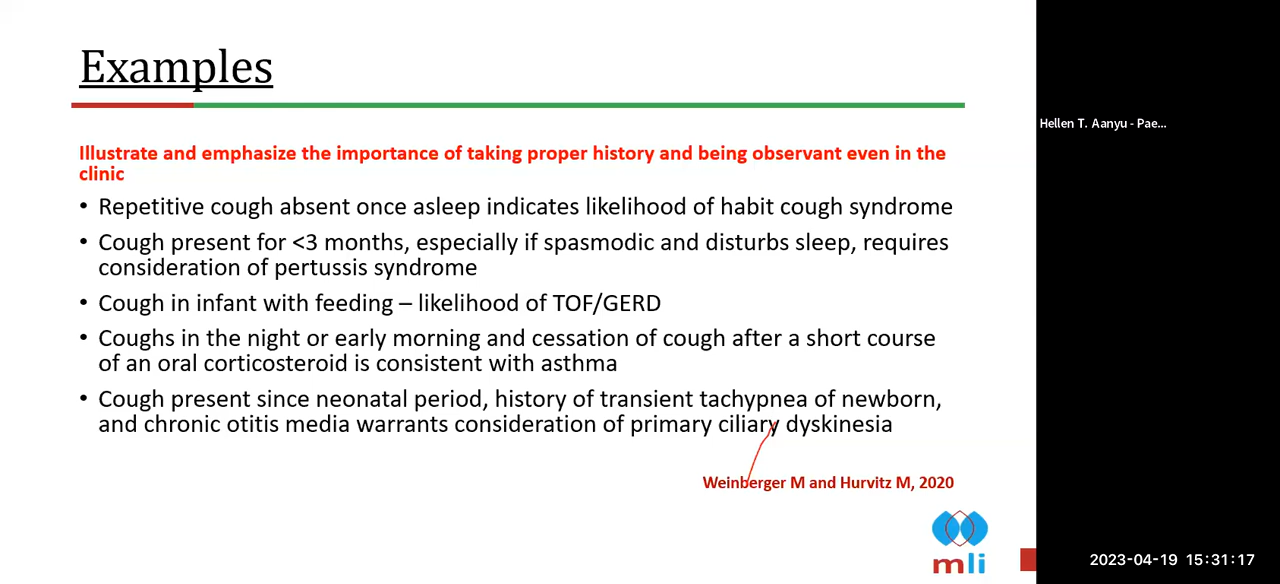 Examples
Illustrate and emphasize the importance of taking proper history and being observant even in the
clinic
• Repetitive cough absent once asleep indicates likelihood of habit cough syndrome
• Cough present for <3 months, especially if spasmodic and disturbs sleep, requires
consideration of pertussis syndrome
• Cough in infant with feeding – likelihood of TOF/GERD
• Coughs in the night or early morning and cessation of cough after a short course
of an oral corticosteroid is consistent with asthma
• Cough present since neonatal period, history of transient tachypnea of newborn,
and chronic otitis media warrants consideration of primary ciliary dyskinesia
Weinberger M and Hurvitz M, 2020
mli
Hellen T. Aanyu - Pae...
2023-04-19 15:31:17